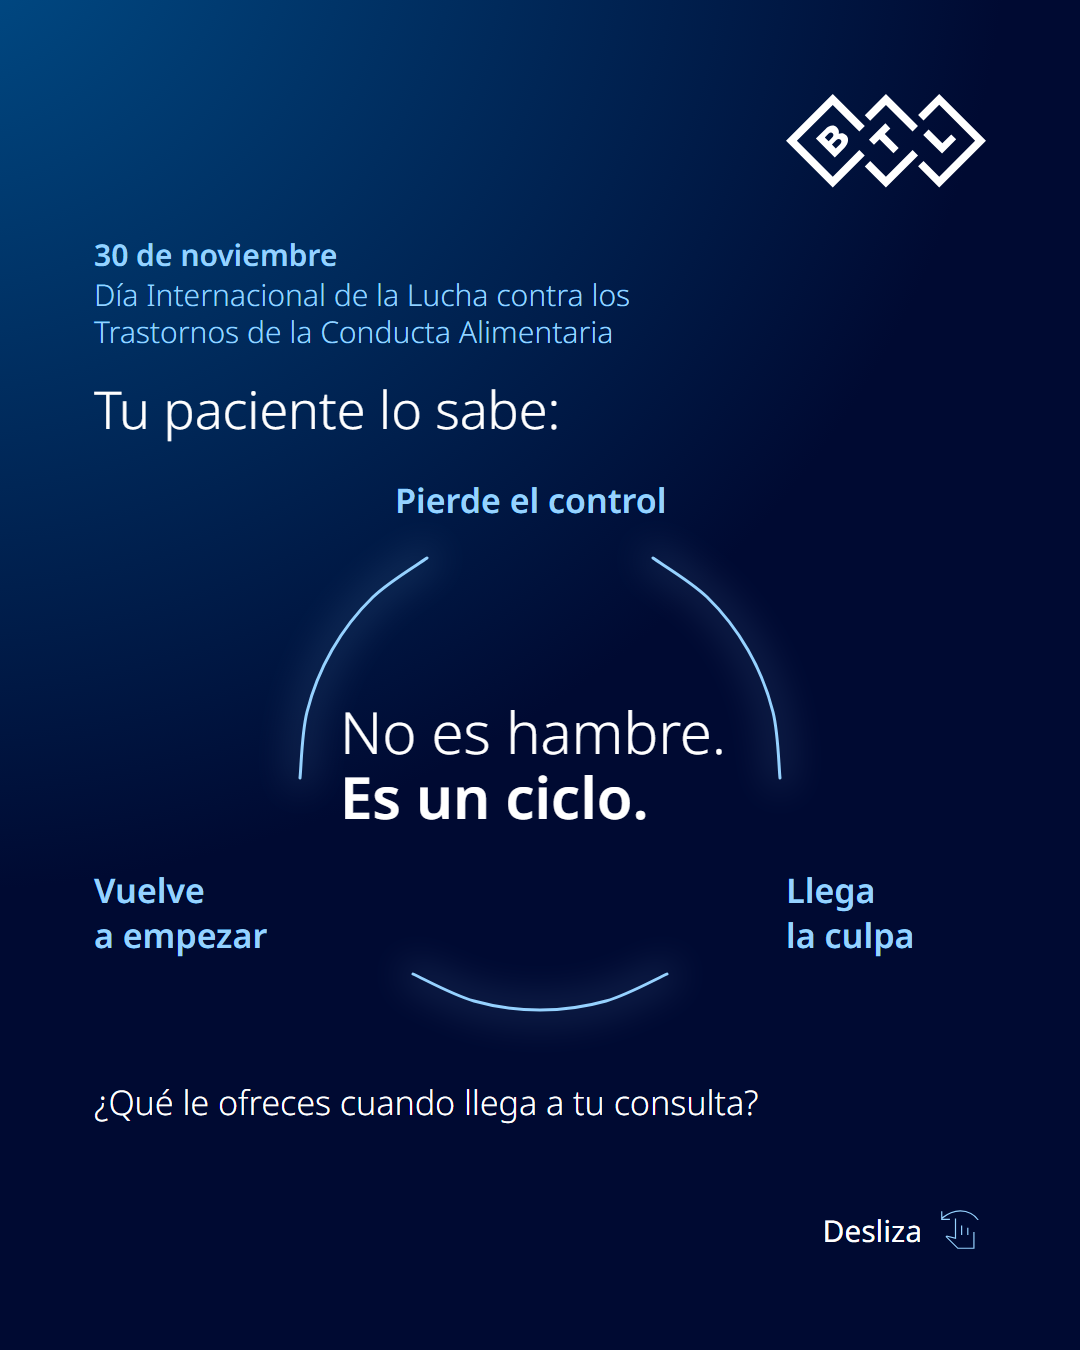 BTL
30 de noviembre
Día Internacional de la Lucha contra los
Trastornos de la Conducta Alimentaria
Tu paciente lo sabe:
Pierde el control
No es hambre.
Es un ciclo.
Vuelve
a empezar
Llega
la culpa
¿Qué le ofreces cuando llega a tu consulta?
Desliza